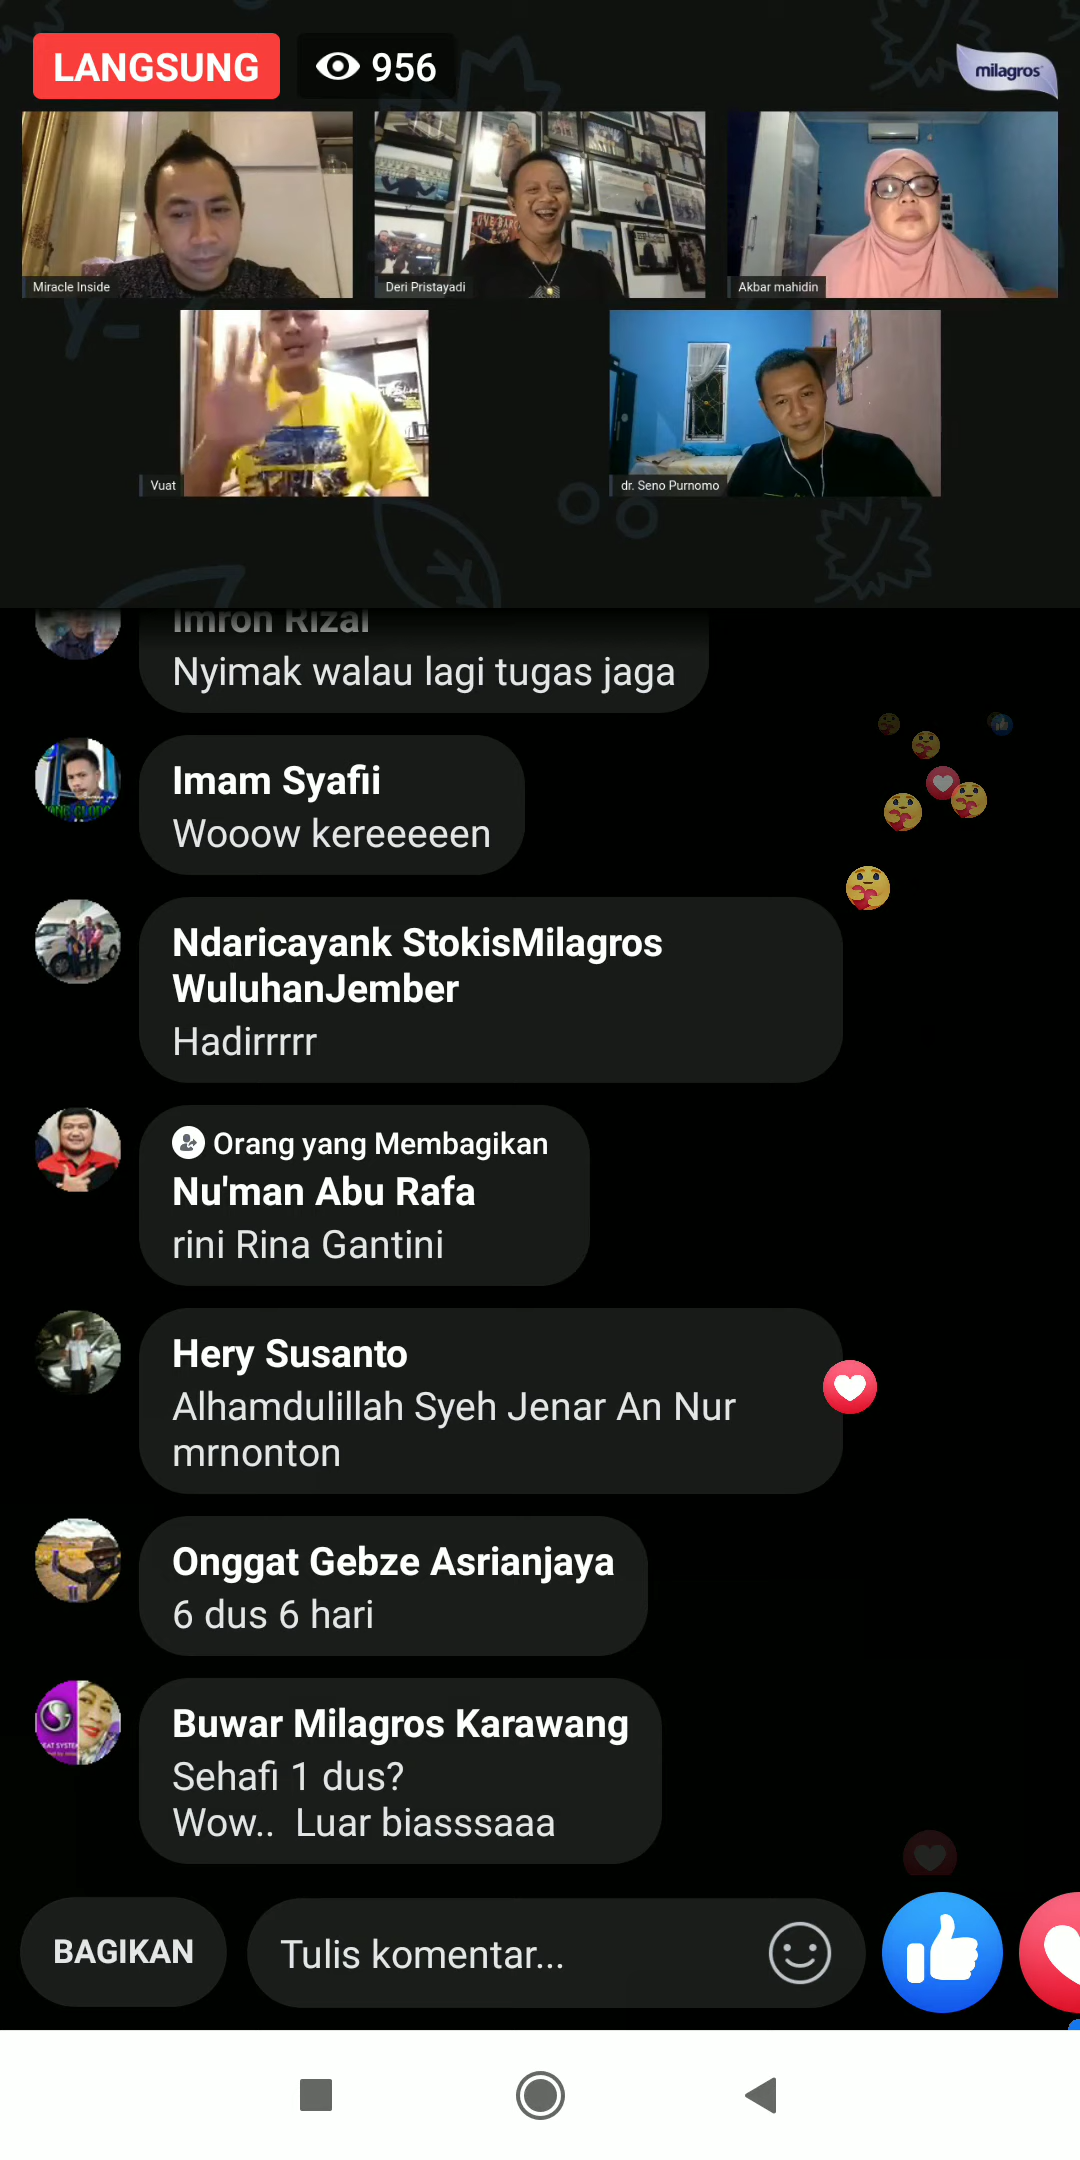 LANGSUNG
956
milagros
Miracle Inside
Deri Pristayadi
Akbar mahidin
Vuat
dr. Seno Purnomo
Imron Rizal
Nyimak walau lagi tugas jaga
Imam Syafii
Wooow kereeeeen
Ndaricayank StokisMilagros
WuluhanJember
Hadirrrrr
Orang yang Membagikan
Nu'man Abu Rafa
rini Rina Gantini
Hery Susanto
Alhamdulillah Syeh Jenar An Nur
mrnonton
Onggat Gebze Asrianjaya
6 dus 6 hari
Buwar Milagros Karawang
Sehafi 1 dus?
Wow.. Luar biasssaaa
BAGIKAN
Tulis komentar...